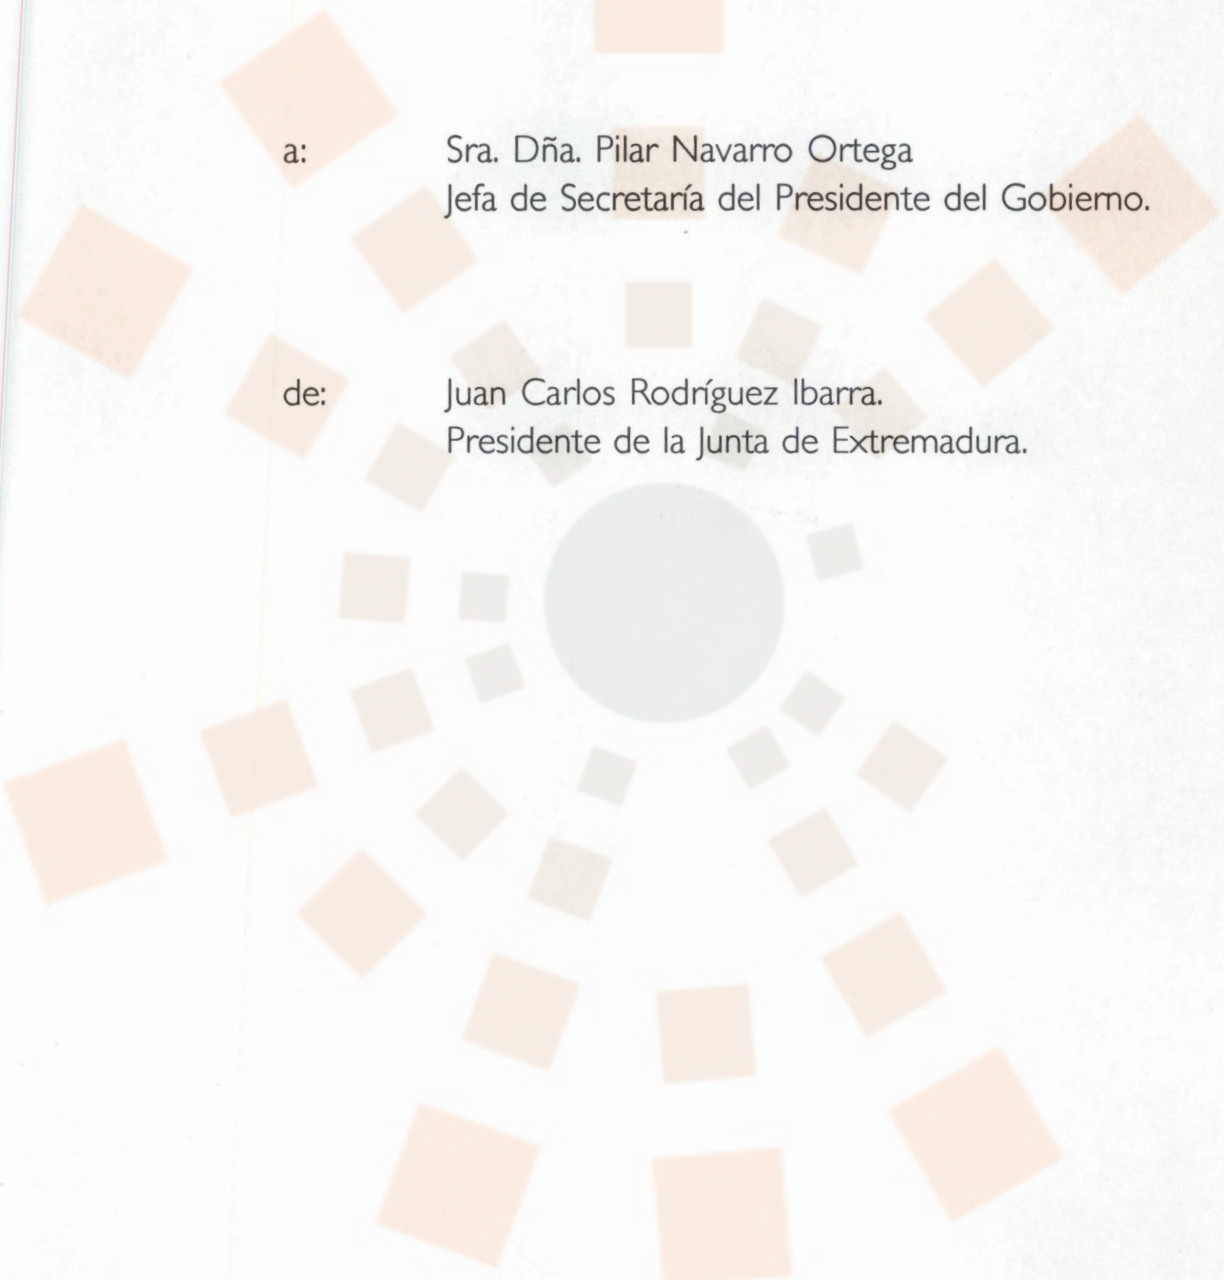 a: Sra. Dña. Pilar Navarro Ortega
Jefa de Secretaría del Presidente del Gobierno.
de: Juan Carlos Rodríguez Ibarra.
Presidente de la Junta de Extremadura.